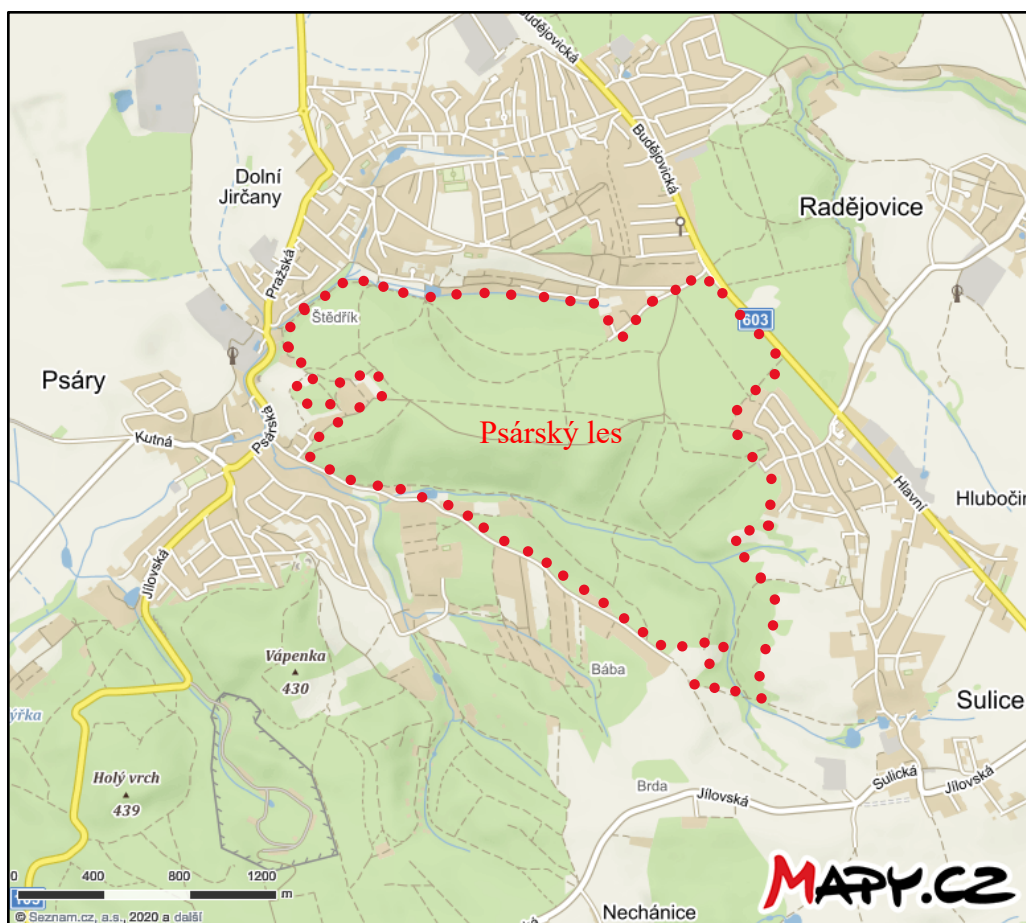 Budějovická
Dolní
Jirčany
Budějovická
Radějovice
Pražská
Štědřík
603
Psáry
Psárská
Kutná
Psárský les
Hlavní
Jílovská
Vápenka
430
Bába
Sulice
Holý vrch
439
Brda
Jílovská
Sulická
Jílovská
0 400 800 1200
m
MAPY.CZ
© Seznam.cz, a.s., 2020 a další
Nechánice